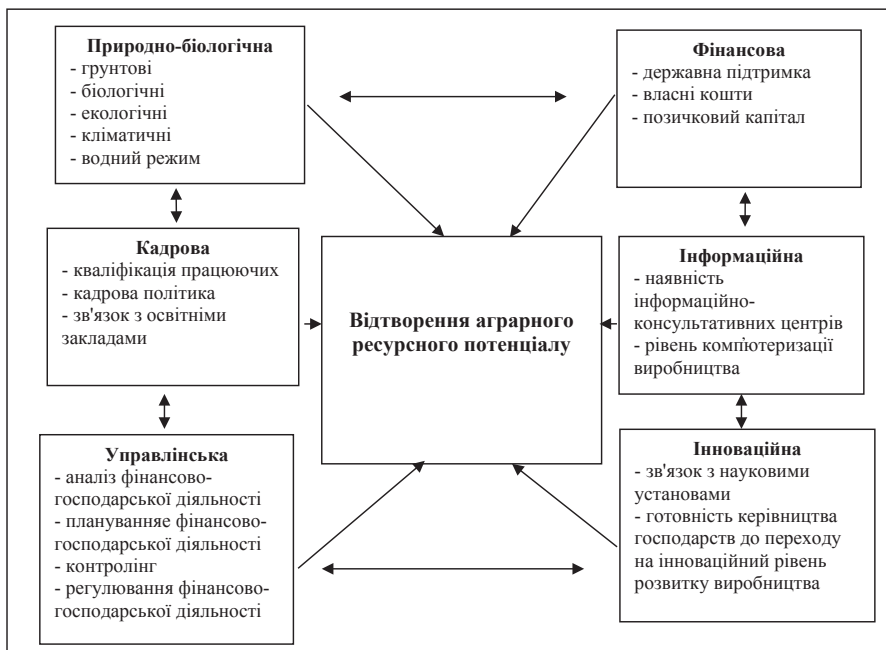 Природно-біологічна
- грунтові
- біологічні
- екологічні
- кліматичні
- водний режим
Фінансова
- державна підтримка
- власні кошти
- позичковий капітал
Кадрова
- кваліфікація працюючих
- кадрова політика
- зв'язок з освітніми
закладами
Відтворення аграрного
ресурсного потенціалу
Інформаційна
- наявність
інформаційно-
консультативних центрів
- рівень комп'ютеризації
виробництва
Управлінська
- аналіз фінансово-
господарської діяльності
- плануванняе фінансово-
господарської діяльності
- контролінг
- регулювання фінансово-
господарської діяльності
Інноваційна
- зв'язок з науковими
установами
- готовність керівництва
господарств до переходу
на інноваційний рівень
розвитку виробництва